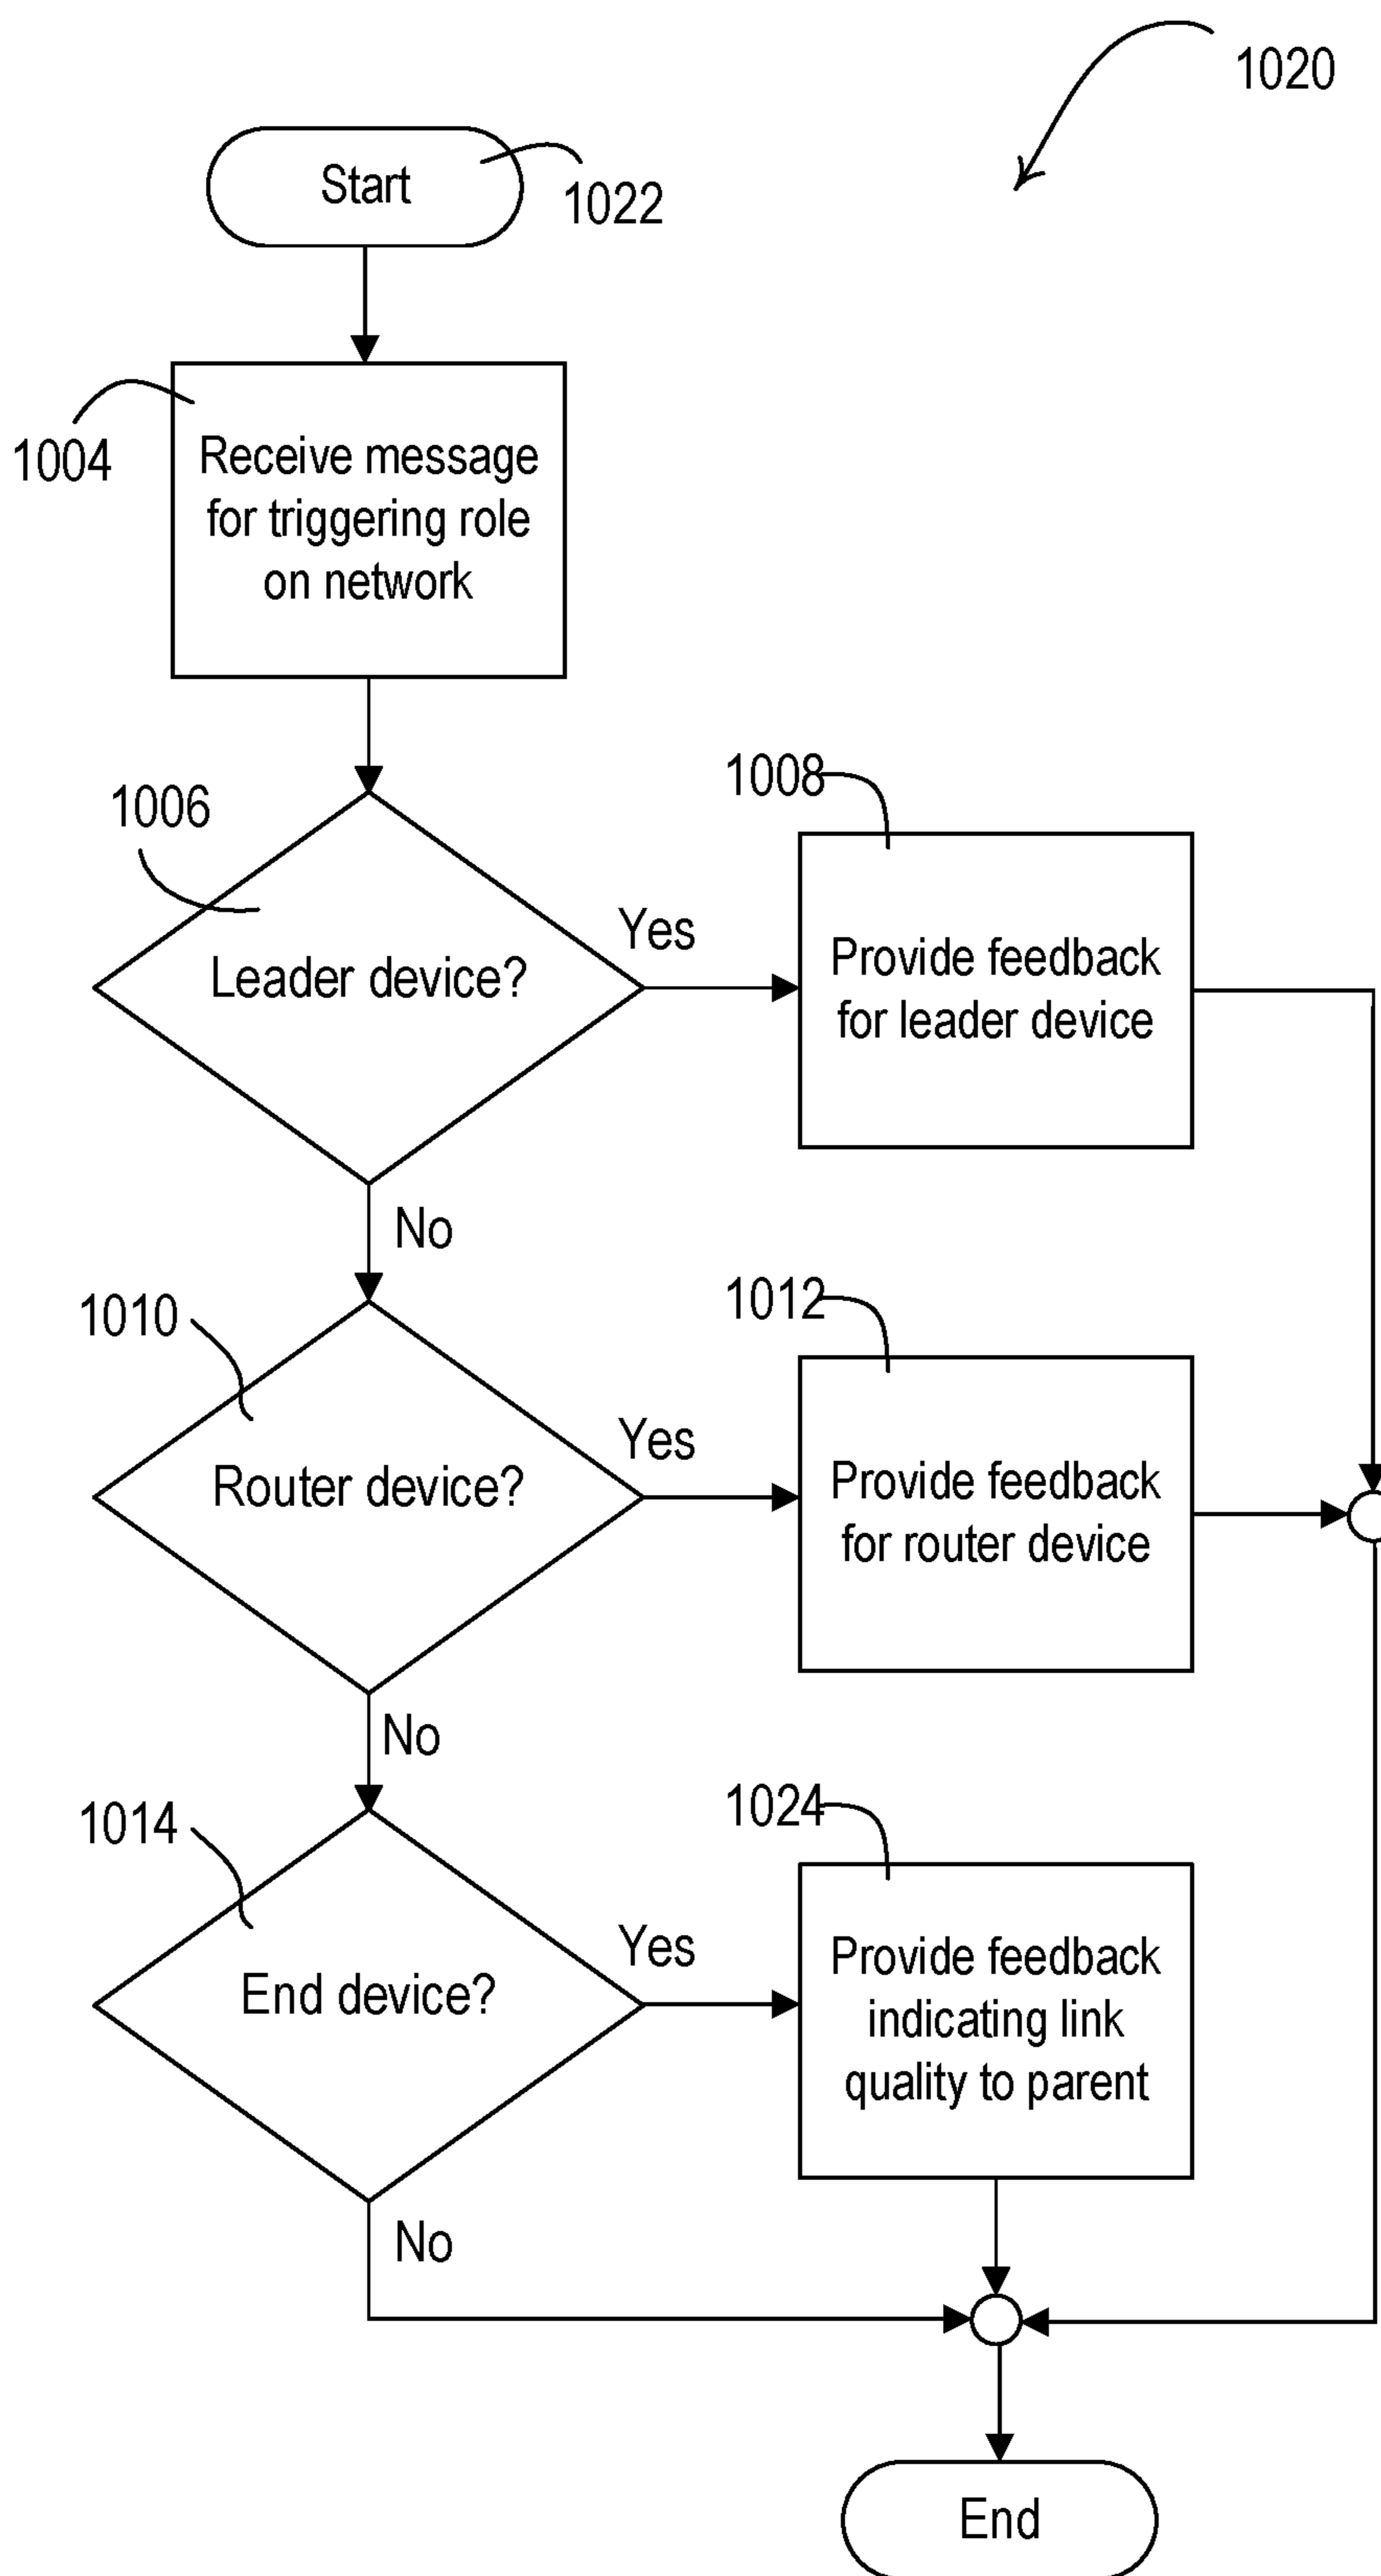 1020
Start
1022
1004
Receive message
for triggering role
on network
1006
Leader device?
Yes
1008
Provide feedback
for leader device
No
1010
Router device?
Yes
1012
Provide feedback
for router device
No
1014
End device?
Yes
1024
Provide feedback
indicating link
quality to parent
No
End